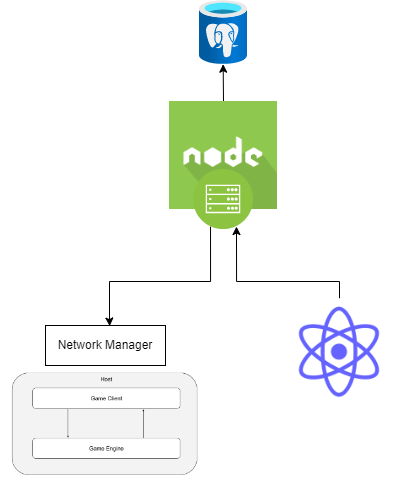 node
Network Manager
Host
Game Client
Game Engine